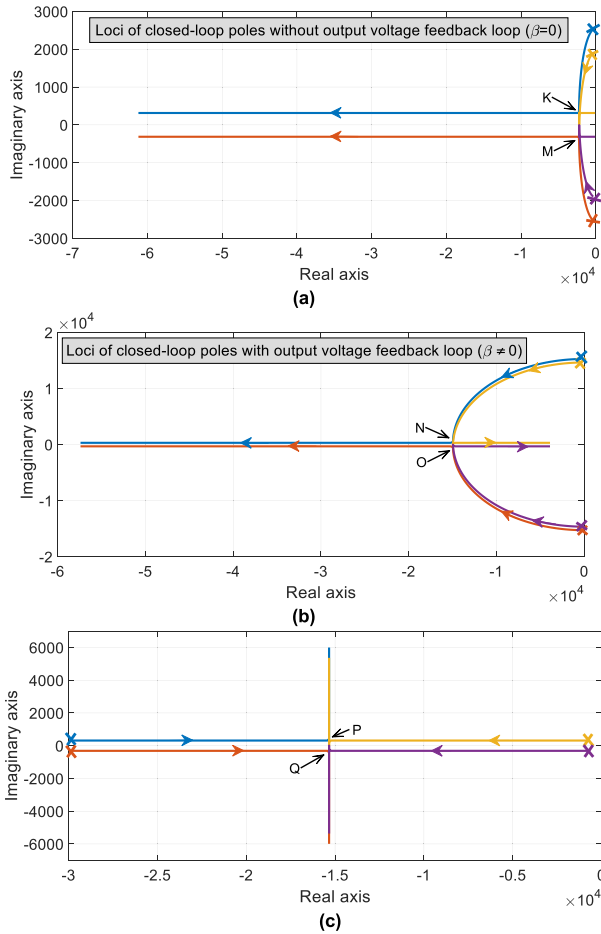 Loci of closed-loop poles without output voltage feedback loop (β=0)
3000
2000
1000
0
-1000
-2000
-3000
Imaginary axis
K
M
-7 -6 -5 -4 -3 -2 -1 0
Real axis
×10^4
(a)
×10^4
Loci of closed-loop poles with output voltage feedback loop (β ≠ 0)
2
1
0
-1
-2
Imaginary axis
N
O
-6 -5 -4 -3 -2 -1 0
Real axis
×10^4
(b)
6000
4000
2000
0
-2000
-4000
-6000
Imaginary axis
P
Q
-3 -2.5 -2 -1.5 -1 -0.5 0
Real axis
×10^4
(c)